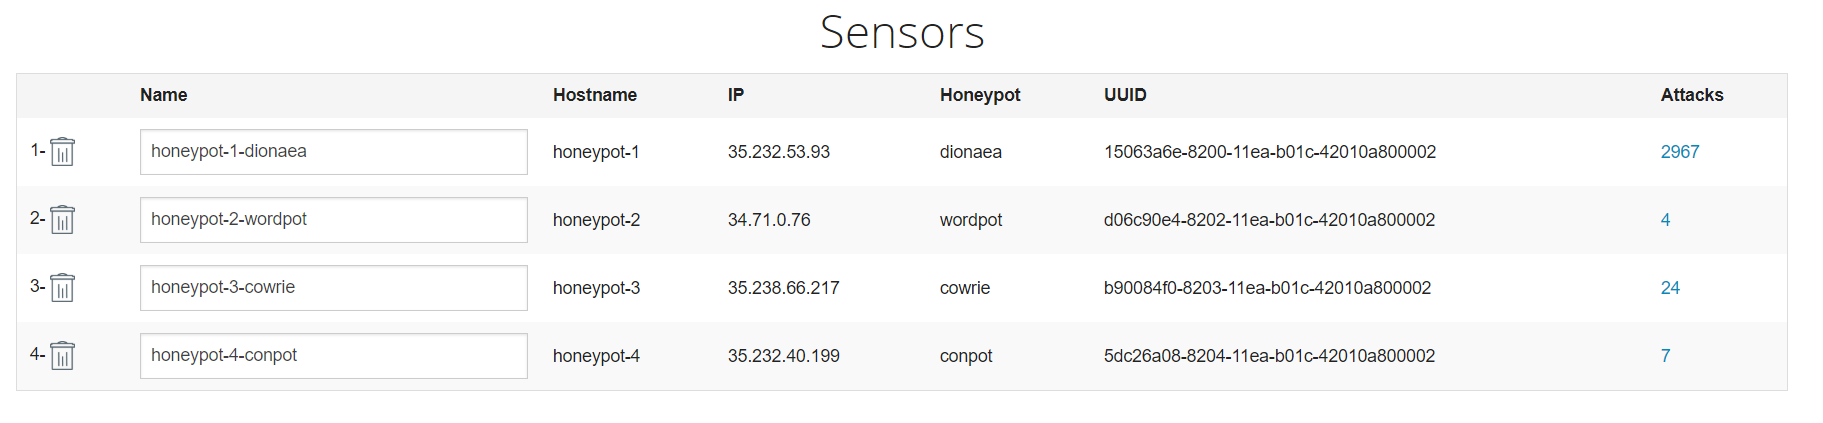 Sensors
Name Hostname IP Honeypot UUID Attacks
1- honeypot-1-dionaea honeypot-1 35.232.53.93 dionaea 15063a6e-8200-11ea-b01c-42010a800002 2967
2- honeypot-2-wordpot honeypot-2 34.71.0.76 wordpot d06c90e4-8202-11ea-b01c-42010a800002 4
3- honeypot-3-cowrie honeypot-3 35.238.66.217 cowrie b90084f0-8203-11ea-b01c-42010a800002 24
4- honeypot-4-conpot honeypot-4 35.232.40.199 conpot 5dc26a08-8204-11ea-b01c-42010a800002 7